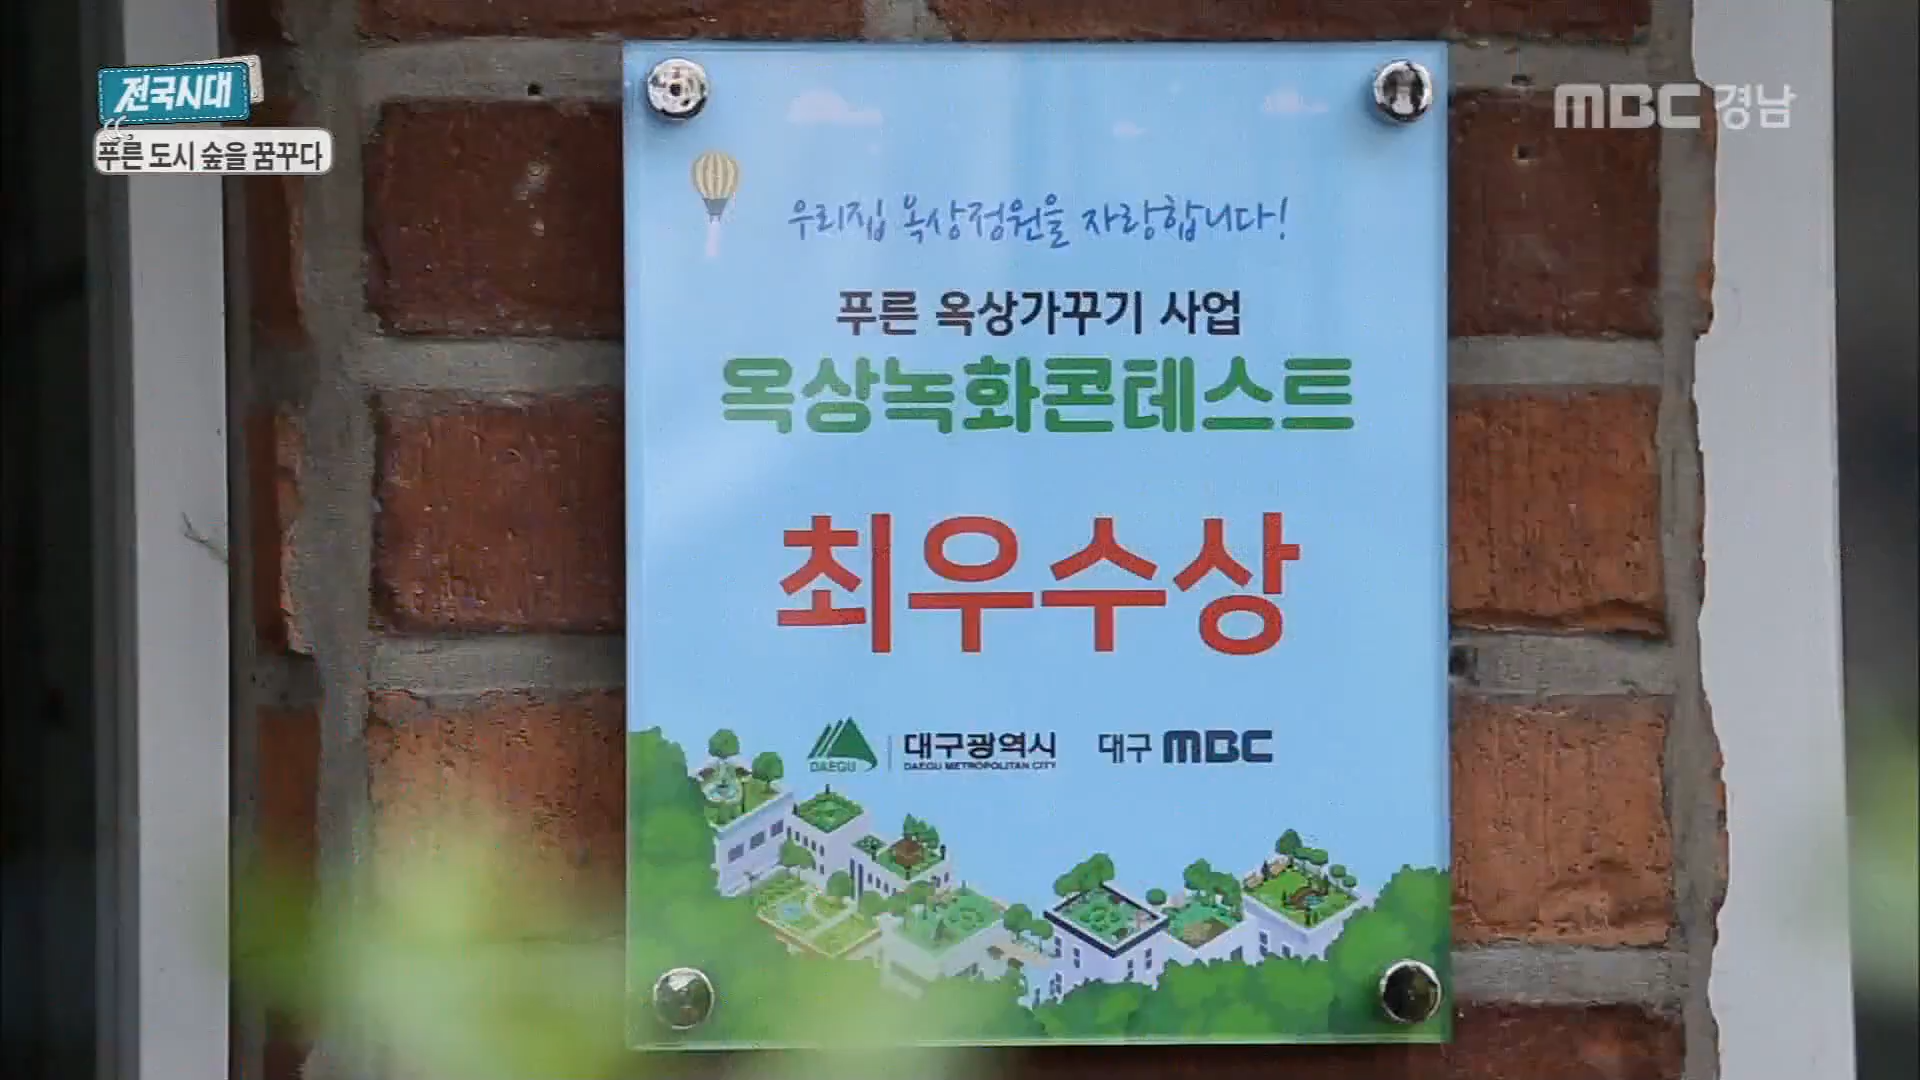 전국시대
푸른 도시 숲을 꿈꾸다
MBC경남
우리집 옥상정원을 자랑합니다!
푸른 옥상가꾸기 사업
옥상녹화콘테스트
최우수상
DAEGU 대구광역시 대구 MBC
DAEGU METROPOLITAN CITY